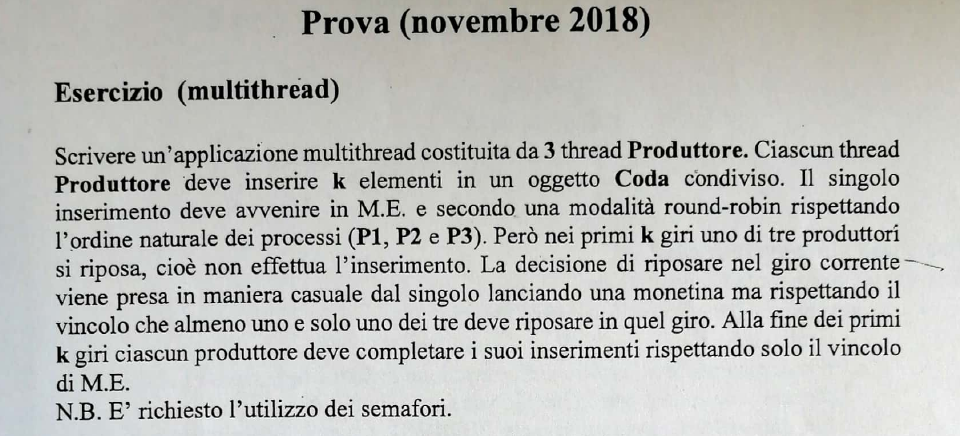 Prova (novembre 2018)
Esercizio (multithread)
Scrivere un'applicazione multithread costituita da 3 thread Produttore. Ciascun thread
Produttore deve inserire k elementi in un oggetto Coda condiviso. Il singolo
inserimento deve avvenire in M.E. e secondo una modalità round-robin rispettando
l'ordine naturale dei processi (P1, P2 e P3). Però nei primi k giri uno di tre produttori
si riposa, cioè non effettua l'inserimento. La decisione di riposare nel giro corrente
viene presa in maniera casuale dal singolo lanciando una monetina ma rispettando il
vincolo che almeno uno e solo uno dei tre deve riposare in quel giro. Alla fine dei primi
k giri ciascun produttore deve completare i suoi inserimenti rispettando solo il vincolo
di M.E.
N.B. E' richiesto l'utilizzo dei semafori.